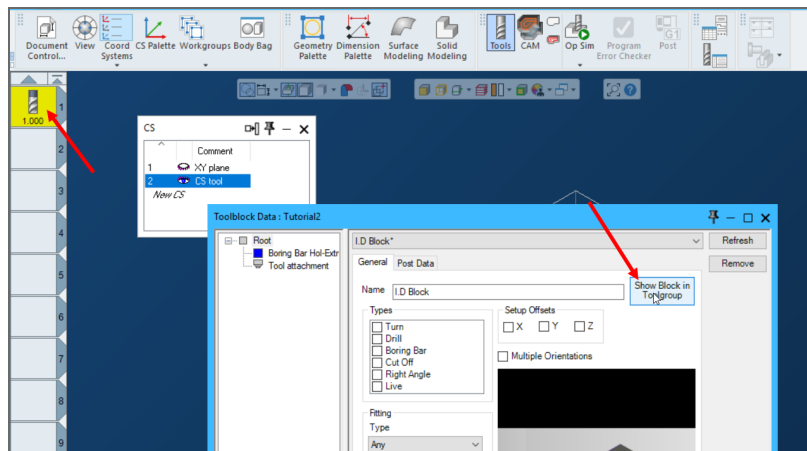 Document Control...
View
Coord Systems
CS Palette
Workgroups
Body Bag
Geometry Palette
Dimension Palette
Surface Modeling
Solid Modeling
Tools
CAM
Op Sim
Program Error Checker
G1
Post
1
1.000
2
3
4
5
6
7
8
9
CS
Comment
1 XY plane
2 CS tool
New CS
Toolblock Data : Tutorial2
Root
Boring Bar Hol-Extr
Tool attachment
I.D Block*
Refresh
Remove
General Post Data
Name I.D Block
Show Block in
Toolgroup
Types
Turn
Drill
Boring Bar
Cut Off
Right Angle
Live
Setup Offsets
X Y Z
Multiple Orientations
Fitting
Type
Any